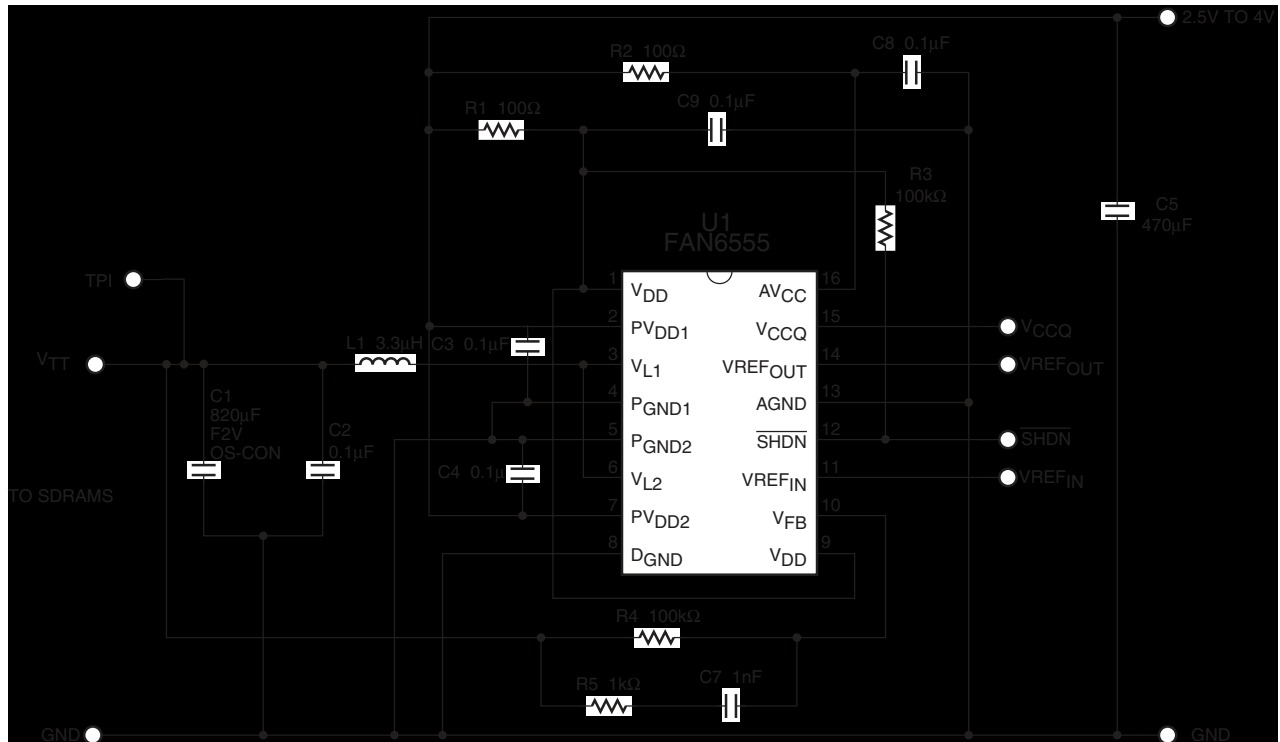 2.5V TO 4V
R2 100Ω
C8 0.1µF
R1 100Ω
C9 0.1µF
R3
100kΩ
C5
470µF
U1
FAN6555
TPI
VTT
L1 3.3µH
C3 0.1µF
C1
820µF
F2V
OS-CON
C2
0.1µF
C4 0.1µ
TO SDRAMS
1
VDD
2
PVDD1
3
VL1
4
PGND1
5
PGND2
6
VL2
7
PVDD2
8
DGND
16
AVCC
15
VCCQ
14
VREFOUT
13
AGND
12
SHDN
11
VREFIN
10
VFB
9
VDD
VCCQ
VREFOUT
SHDN
VREFIN
R4 100kΩ
R5 1kΩ
C7 1nF
GND
GND